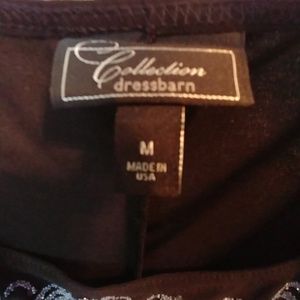 Collection
dressbarn
M
MADE IN
USA